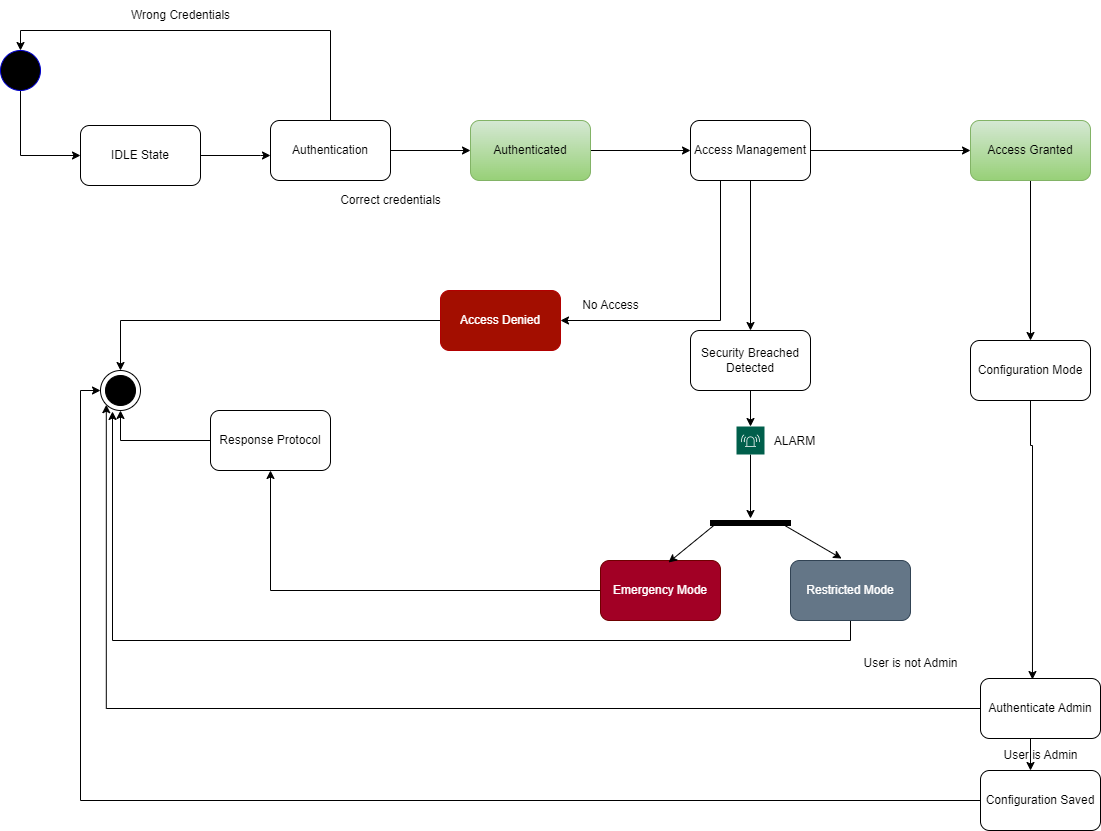 Wrong Credentials
IDLE State
Authentication
Authenticated
Access Management
Access Granted
Correct credentials
No Access
Access Denied
Security Breached
Detected
Configuration Mode
Response Protocol
ALARM
Emergency Mode
Restricted Mode
User is not Admin
Authenticate Admin
User is Admin
Configuration Saved